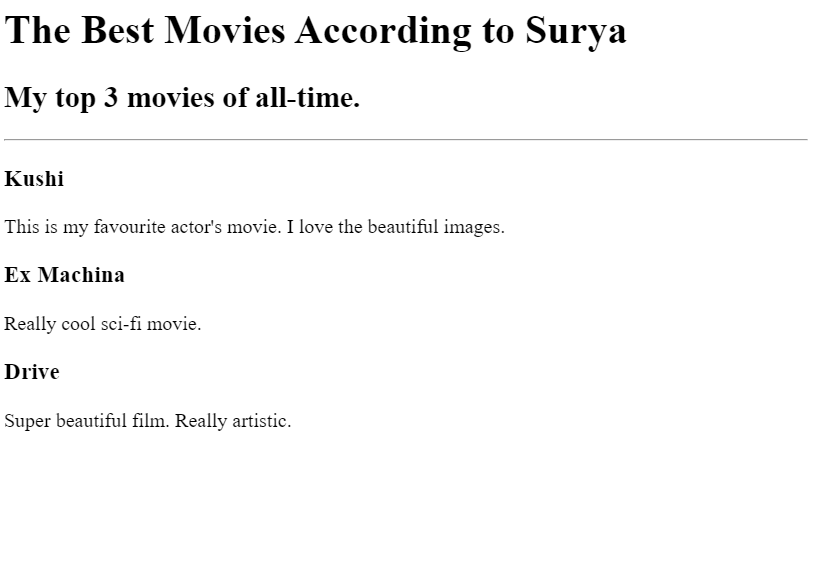 The Best Movies According to Surya
My top 3 movies of all-time.
Kushi
This is my favourite actor's movie. I love the beautiful images.
Ex Machina
Really cool sci-fi movie.
Drive
Super beautiful film. Really artistic.